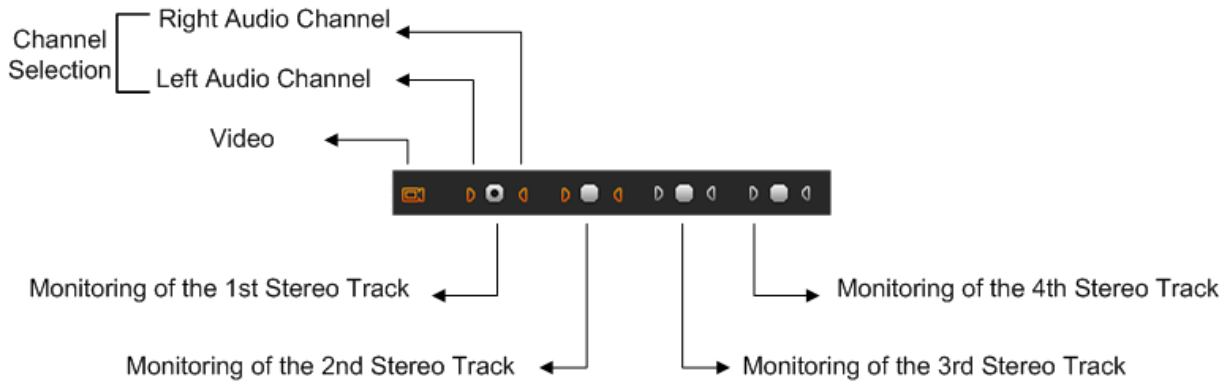 Channel
Selection
Right Audio Channel
Left Audio Channel
Video
Monitoring of the 1st Stereo Track
Monitoring of the 4th Stereo Track
Monitoring of the 2nd Stereo Track
Monitoring of the 3rd Stereo Track